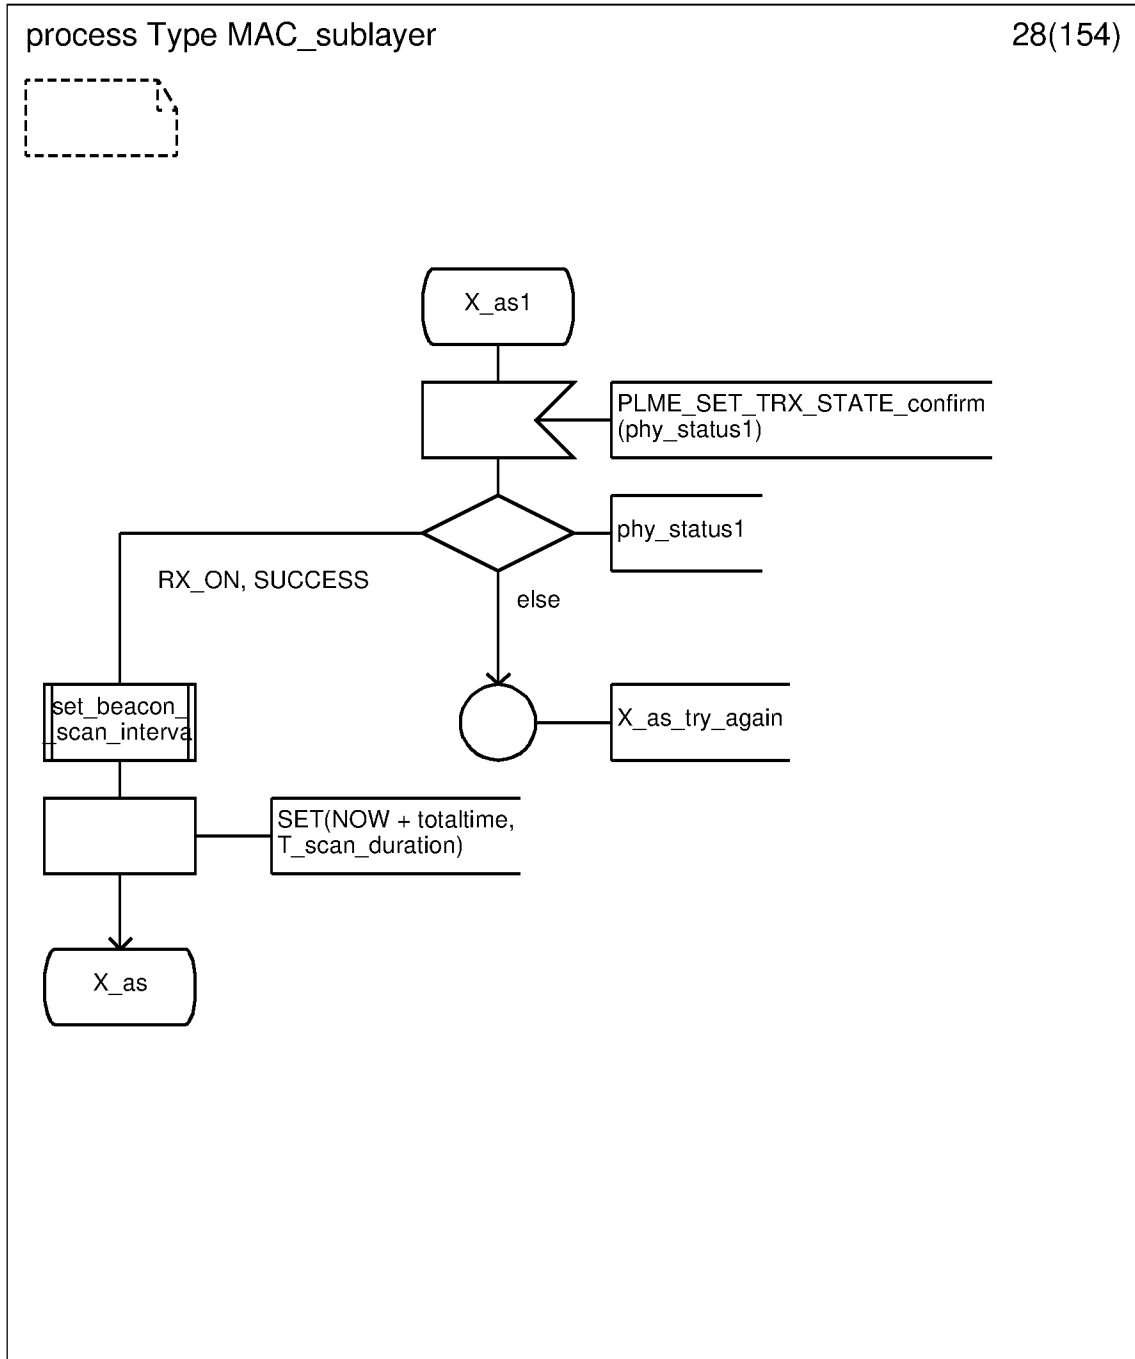 process Type MAC_sublayer
28(154)
X_as1
PLME_SET_TRX_STATE_confirm
(phy_status1)
phy_status1
RX_ON, SUCCESS
else
set_beacon_
_scan_interva
X_as_try_again
SET(NOW + totaltime,
T_scan_duration)
X_as